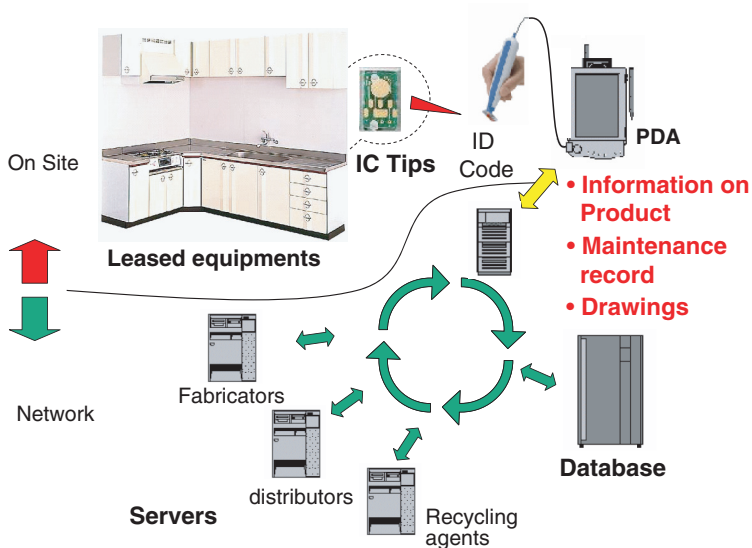 On Site
IC Tips
ID
Code
PDA
Leased equipments
• Information on
Product
• Maintenance
record
• Drawings
Network
Fabricators
distributors
Recycling
agents
Servers
Database